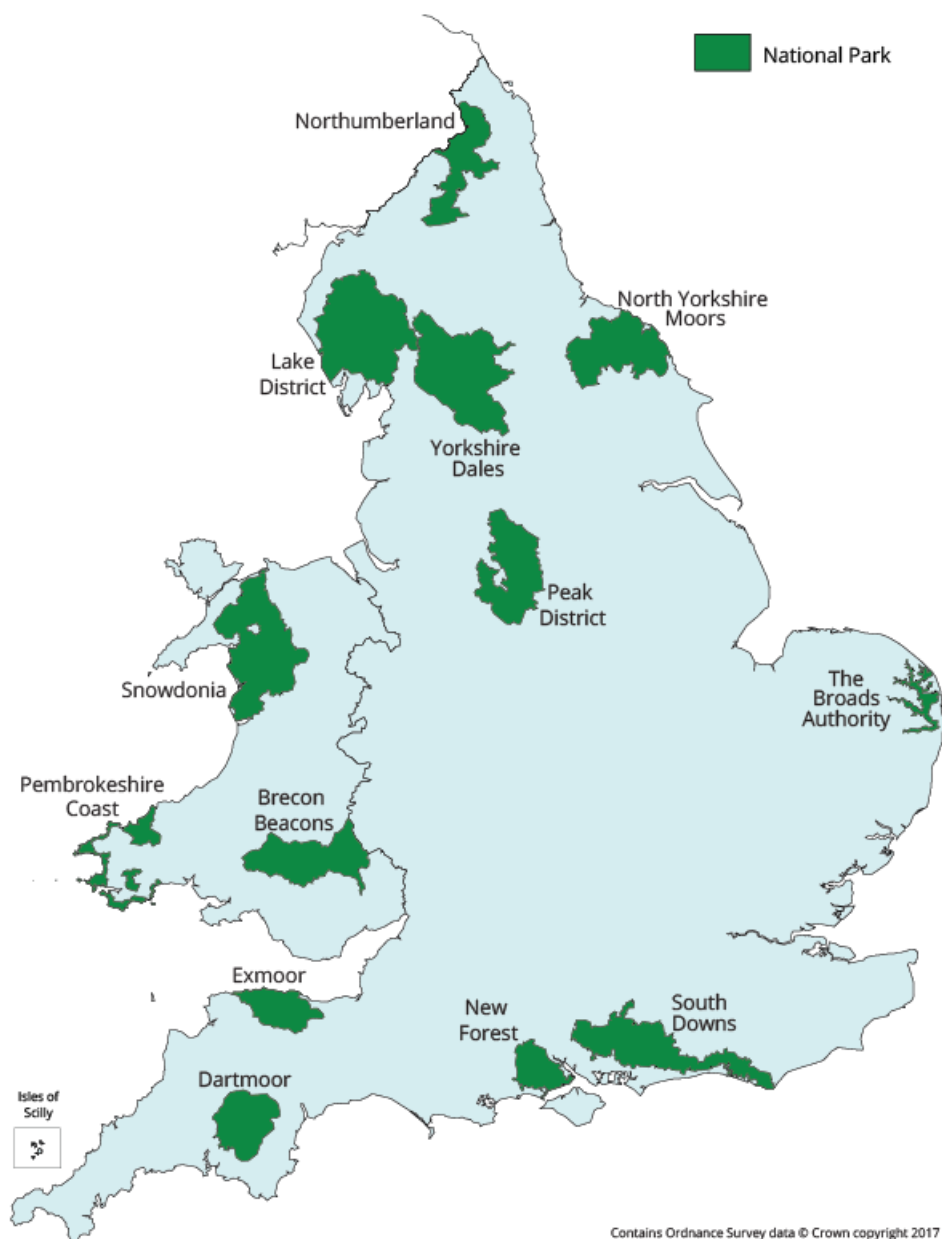 National Park
Northumberland
North Yorkshire
Moors
Lake
District
Yorkshire
Dales
Peak
District
Snowdonia
The
Broads
Authority
Pembrokeshire
Coast
Brecon
Beacons
Exmoor
New
Forest
South
Downs
Dartmoor
Isles of
Scilly
Contains Ordnance Survey data © Crown copyright 2017